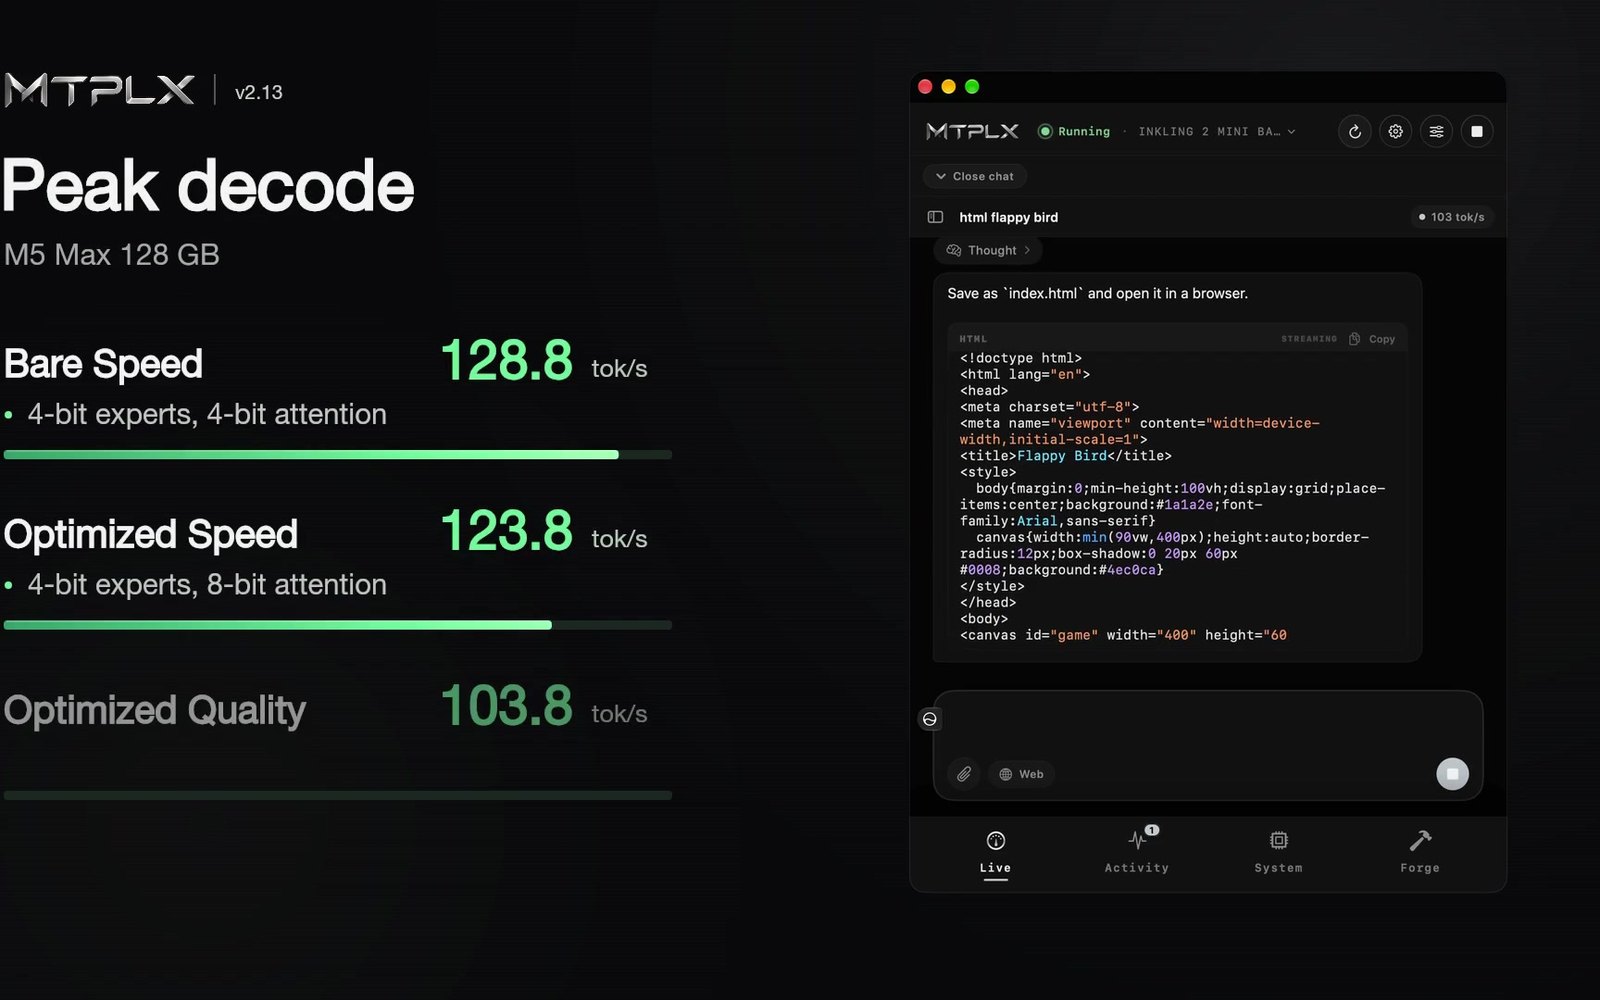 MTPLX | v2.13
Peak decode
M5 Max 128 GB
Bare Speed 128.8 tok/s
• 4-bit experts, 4-bit attention
Optimized Speed 123.8 tok/s
• 4-bit experts, 8-bit attention
Optimized Quality 103.8 tok/s
MTPLX Running · INKLING 2 MINI BA…
Close chat
html flappy bird 103 tok/s
Thought
Save as `index.html` and open it in a browser.
HTML STREAMING Copy
<!doctype html>
<html lang="en">
<head>
<meta charset="utf-8">
<meta name="viewport" content="width=device-
width,initial-scale=1">
<title>Flappy Bird</title>
<style>
  body{margin:0;min-height:100vh;display:grid;place-
items:center;background:#1a1a2e;font-
family:Arial,sans-serif}
  canvas{width:min(90vw,400px);height:auto;border-
radius:12px;box-shadow:0 20px 60px
#0008;background:#4ec0ca}
</style>
</head>
<body>
<canvas id="game" width="400" height="60
Web
1
Live Activity System Forge